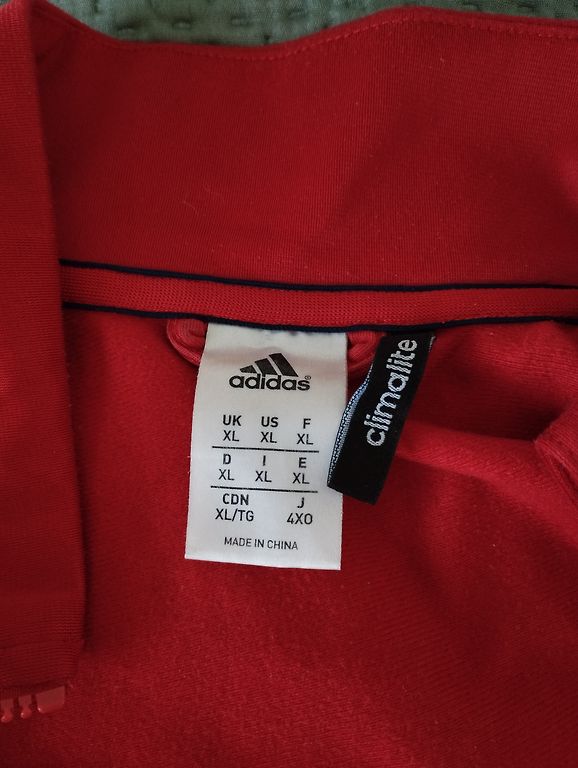 adidas®
UK US F
XL XL XL
D I E
XL XL XL
CDN J
XL/TG 4XO
MADE IN CHINA
climalite